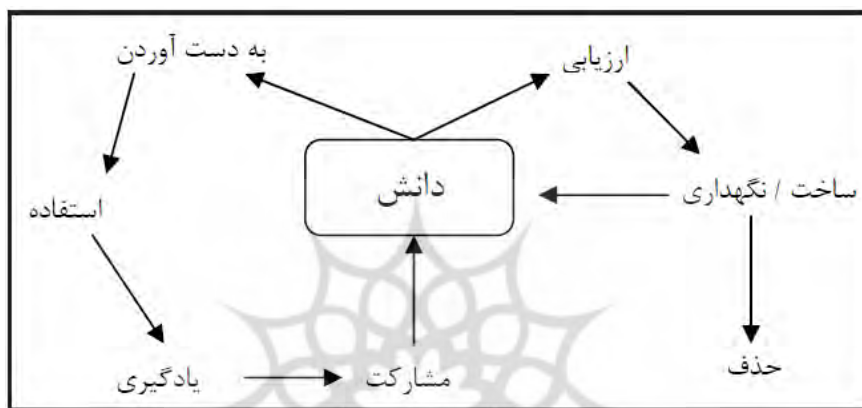 ارزیابی
به دست آوردن
دانش
ساخت / نگهداری
استفاده
حذف
مشارکت
یادگیری